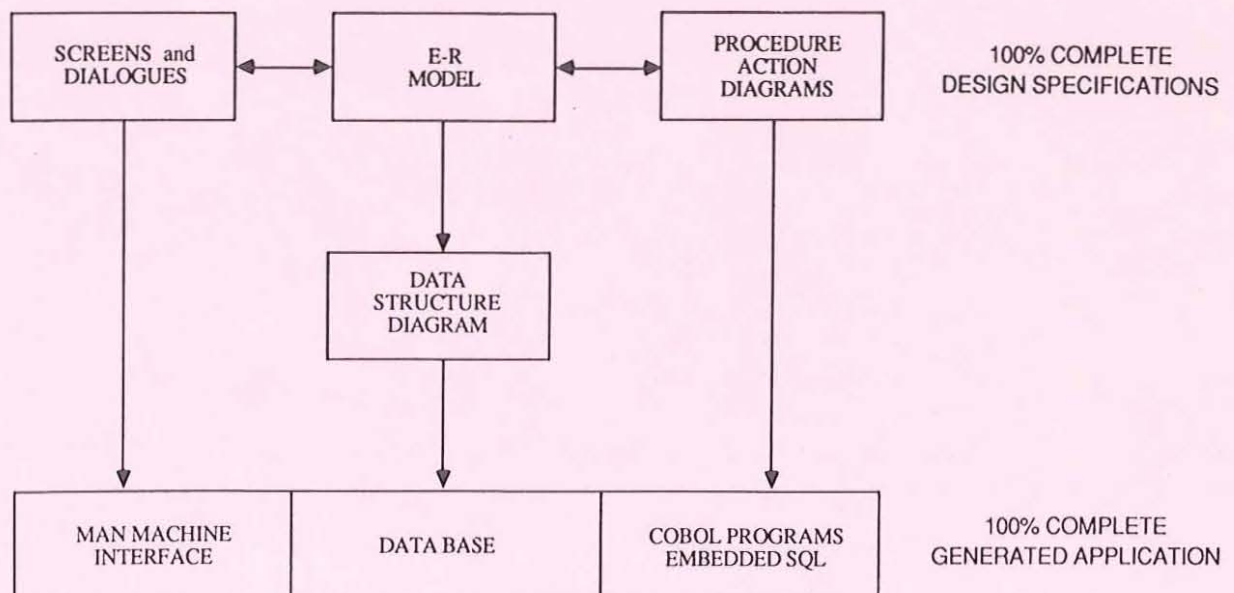 SCREENS and
DIALOGUES
E-R
MODEL
PROCEDURE
ACTION
DIAGRAMS
100% COMPLETE
DESIGN SPECIFICATIONS
DATA
STRUCTURE
DIAGRAM
MAN MACHINE
INTERFACE
DATA BASE
COBOL PROGRAMS
EMBEDDED SQL
100% COMPLETE
GENERATED APPLICATION